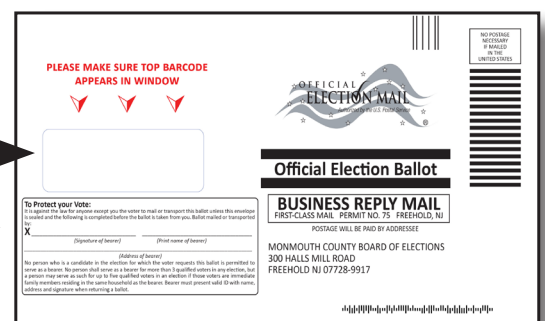 NO POSTAGE
NECESSARY
IF MAILED
IN THE
UNITED STATES
PLEASE MAKE SURE TOP BARCODE
APPEARS IN WINDOW
OFFICIAL
ELECTION MAIL
Authorized by the U.S. Postal Service
®
Official Election Ballot
To Protect your Vote:
It is against the law for anyone except you the voter to mail or transport this ballot unless this envelope
is sealed and the following is completed before the ballot is taken from you. Ballot mailed or transported
by:
X
(Signature of bearer) (Print name of bearer)
(Address of bearer)
No person who is a candidate in the election for which the voter requests this ballot is permitted to
serve as a bearer. No person shall serve as a bearer for more than 3 qualified voters in any election, but
a person may serve as such for up to five qualified voters in an election if those voters are immediate
family members residing in the same household as the bearer. Bearer must present valid ID with name,
address and signature when returning a ballot.
BUSINESS REPLY MAIL
FIRST-CLASS MAIL PERMIT NO. 75 FREEHOLD, NJ
POSTAGE WILL BE PAID BY ADDRESSEE
MONMOUTH COUNTY BOARD OF ELECTIONS
300 HALLS MILL ROAD
FREEHOLD NJ 07728-9917